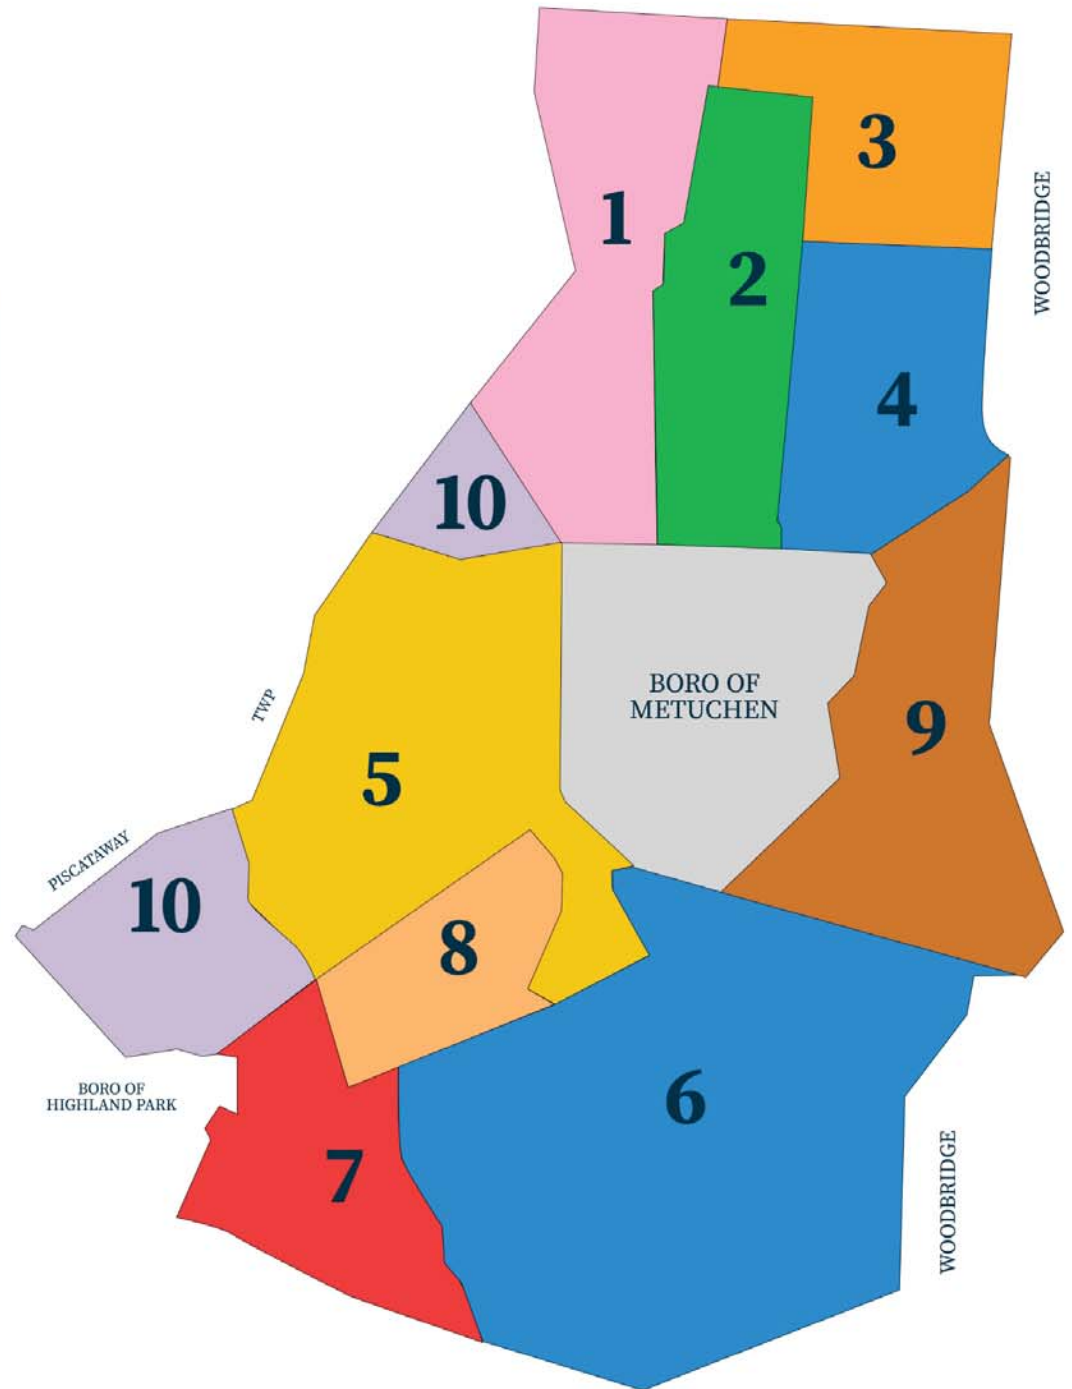 3
1
WOODBRIDGE
2
4
10
BORO OF
METUCHEN
TWP
9
5
PISCATAWAY
10
8
BORO OF
HIGHLAND PARK
6
7
WOODBRIDGE